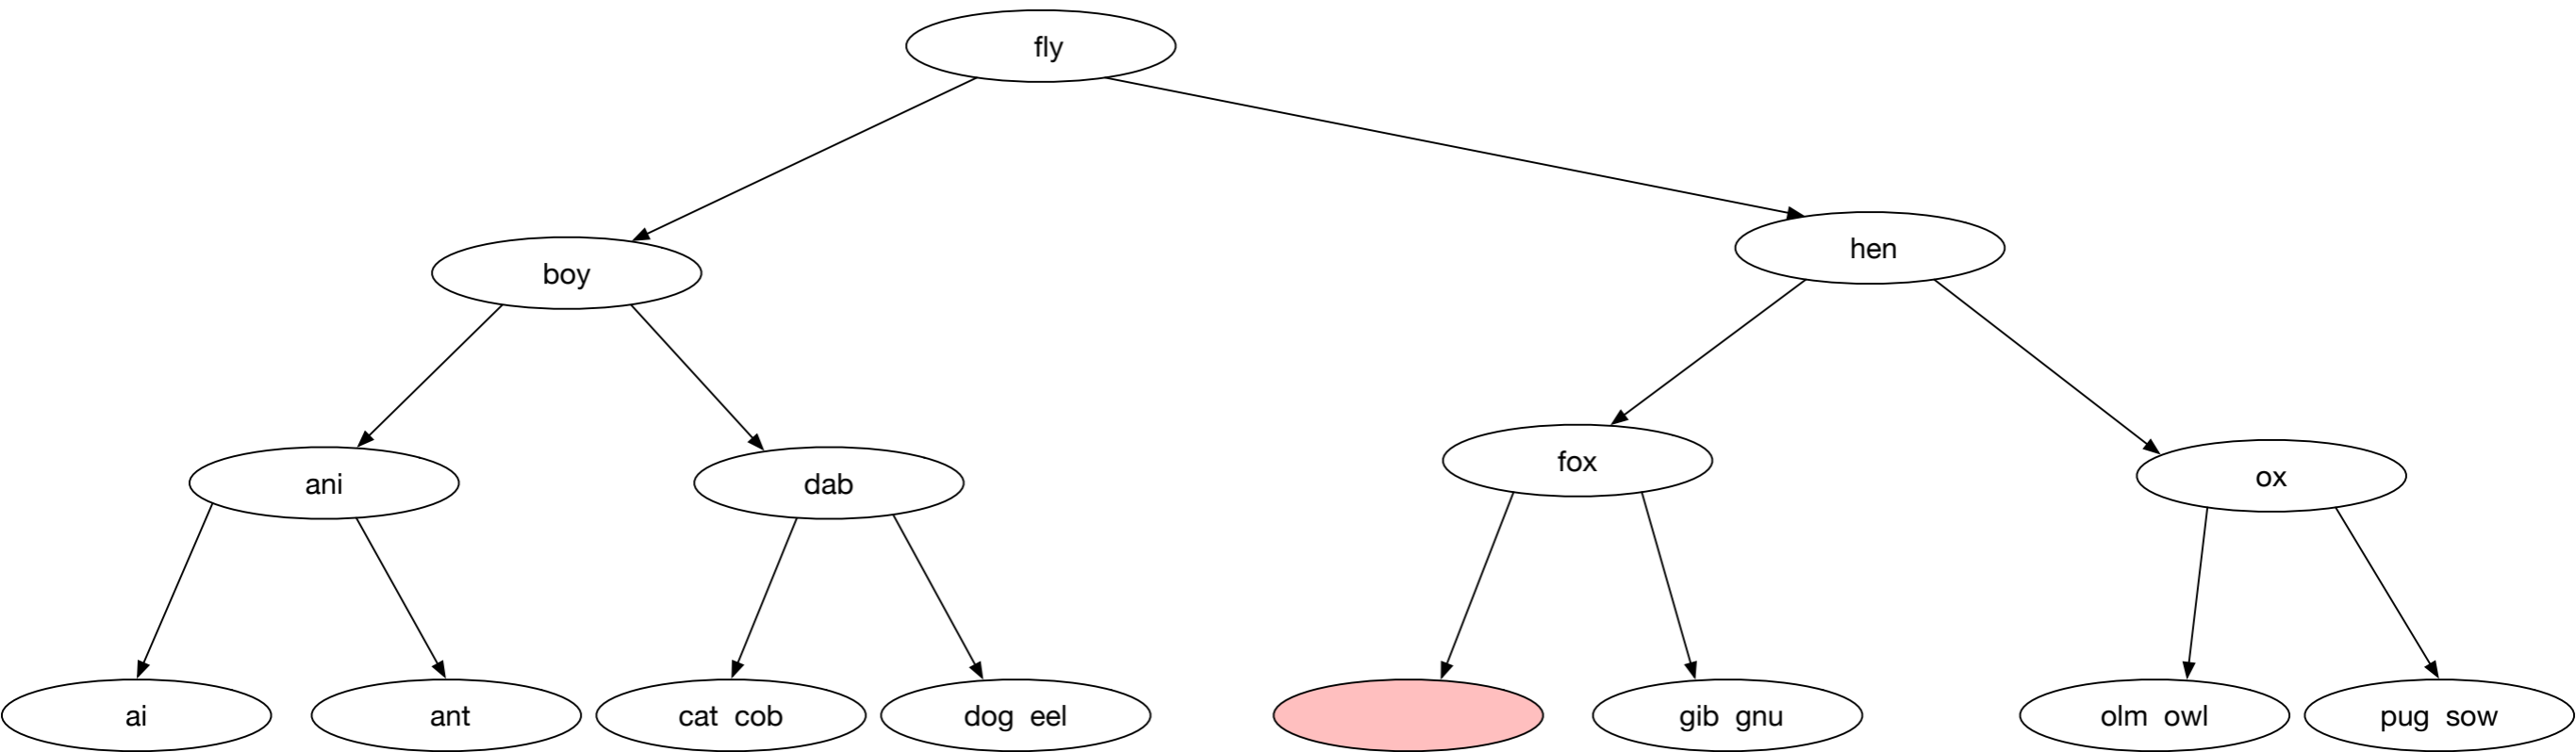 fly
boy
hen
ani
dab
fox
ox
ai
ant
cat cob
dog eel
gib gnu
olm owl
pug sow